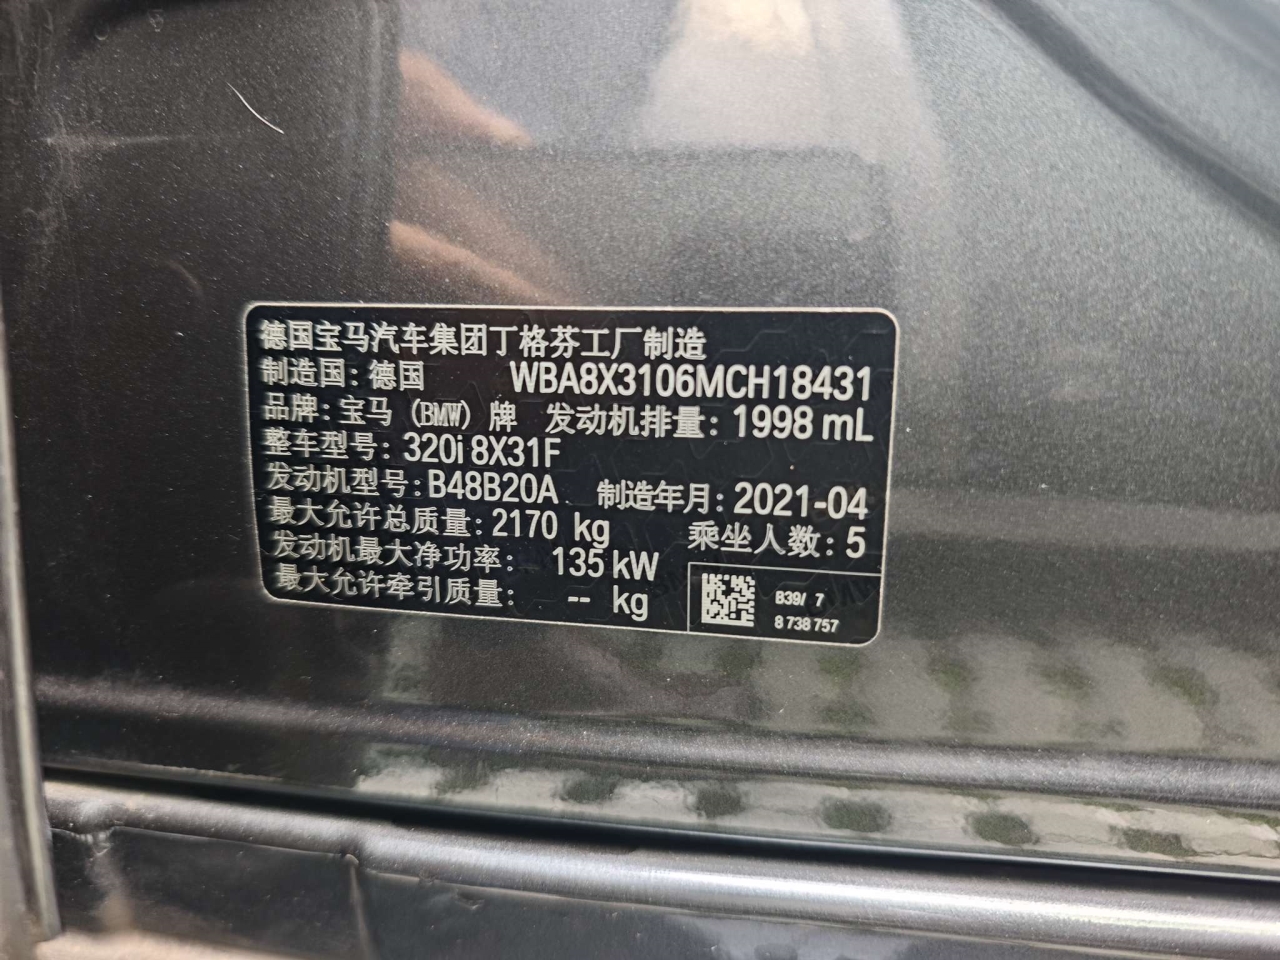 德国宝马汽车集团丁格芬工厂制造
制造国：德国 WBA8X3106MCH18431
品牌：宝马（BMW）牌 发动机排量：1998 mL
整车型号：320i 8X31F
发动机型号：B48B20A 制造年月：2021-04
最大允许总质量：2170 kg 乘坐人数：5
发动机最大净功率： 135 kW
最大允许牵引质量： -- kg
B39/ 7
8 738 757